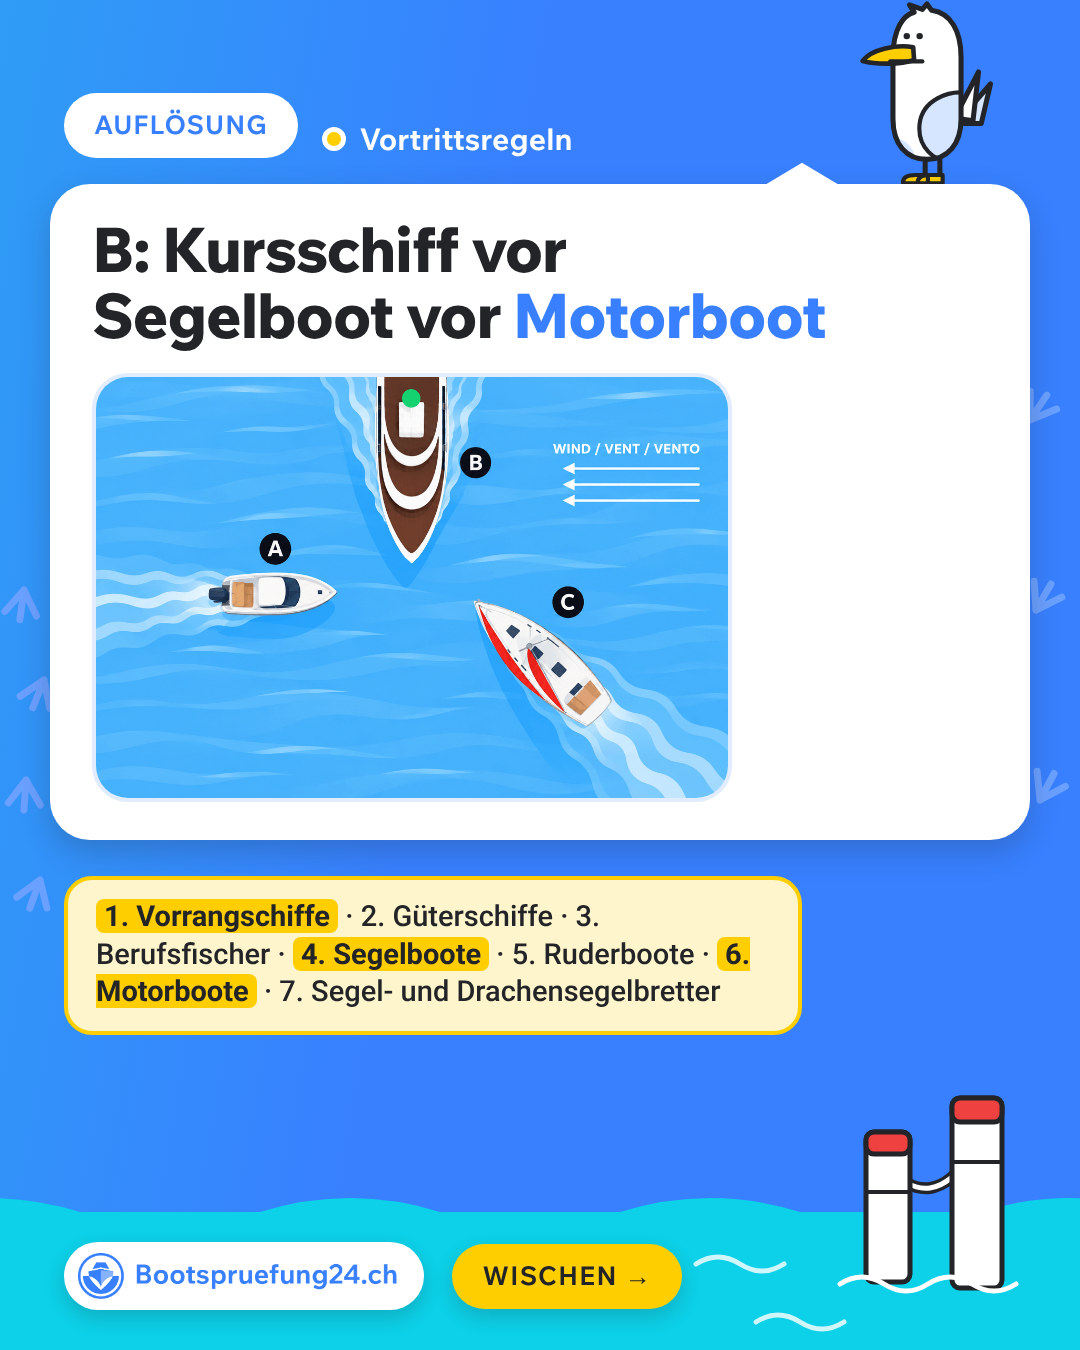 AUFLÖSUNG
Vortrittsregeln
B: Kursschiff vor
Segelboot vor Motorboot
WIND / VENT / VENTO
B
A
C
1. Vorrangschiffe · 2. Güterschiffe · 3.
Berufsfischer · 4. Segelboote · 5. Ruderboote · 6.
Motorboote · 7. Segel- und Drachensegelbretter
Bootspruefung24.ch
WISCHEN →